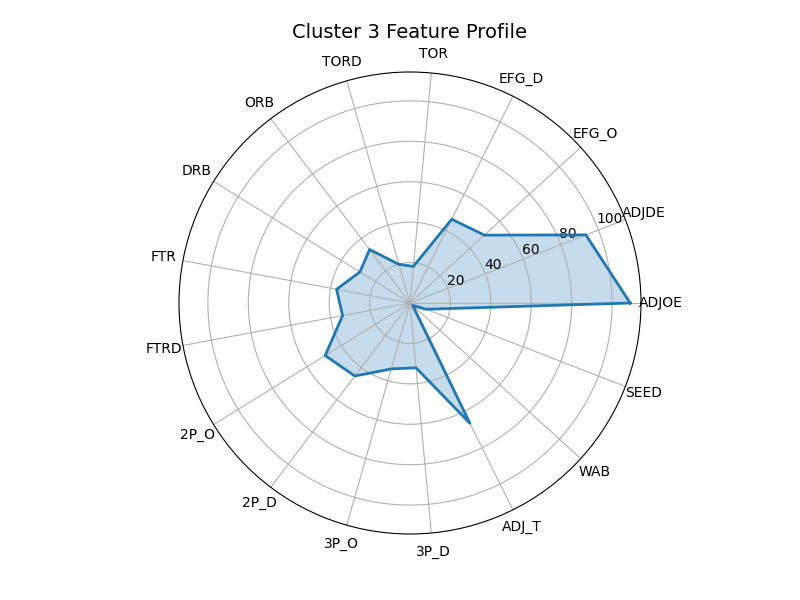 Cluster 3 Feature Profile
TOR
TORD
EFG_D
ORB
EFG_O
DRB
ADJDE
100
80
60
FTR
40
20
ADJOE
FTRD
SEED
2P_O
WAB
2P_D
ADJ_T
3P_O
3P_D